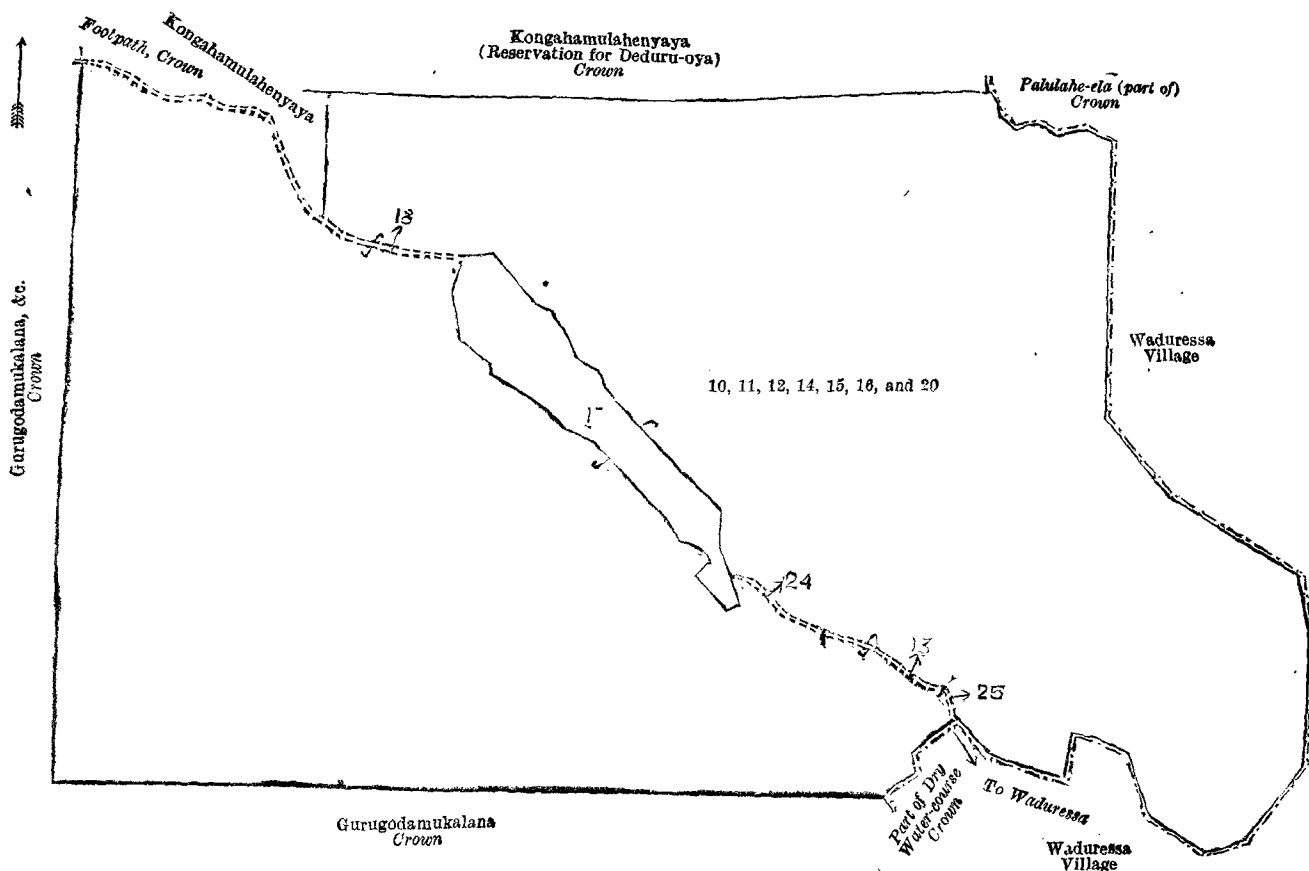 Footpath, Crown
Kongahamulahenyaya
Kongahamulahenyaya
(Reservation for Deduru-oya)
Crown
Palulahe-ela (part of)
Crown
Gurugodamukalana, &c.
Crown
18
Waduressa
Village
10, 11, 12, 14, 15, 16, and 20
24
13
25
Part of Dry
Water-course
Crown
To Waduressa
Gurugodamukalana
Crown
Waduressa
Village